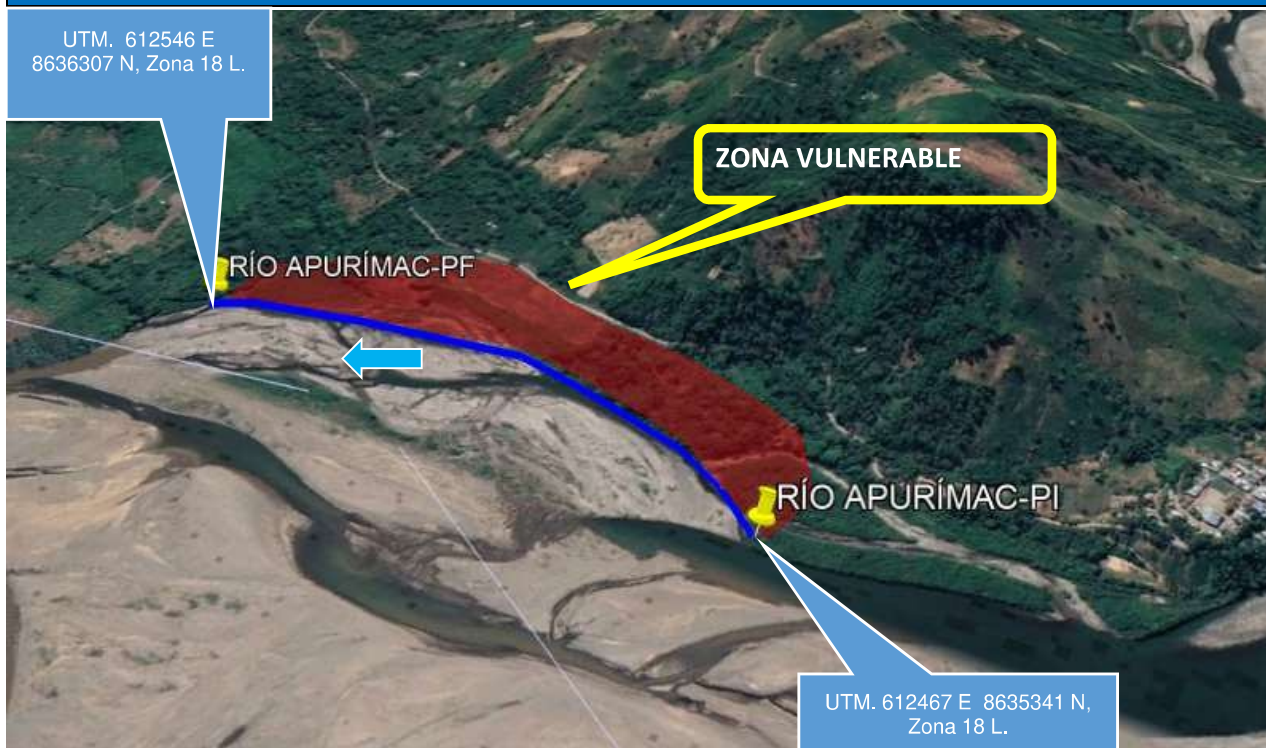 UTM. 612546 E
8636307 N, Zona 18 L.
ZONA VULNERABLE
RÍO APURÍMAC-PF
RÍO APURÍMAC-PI
UTM. 612467 E 8635341 N,
Zona 18 L.